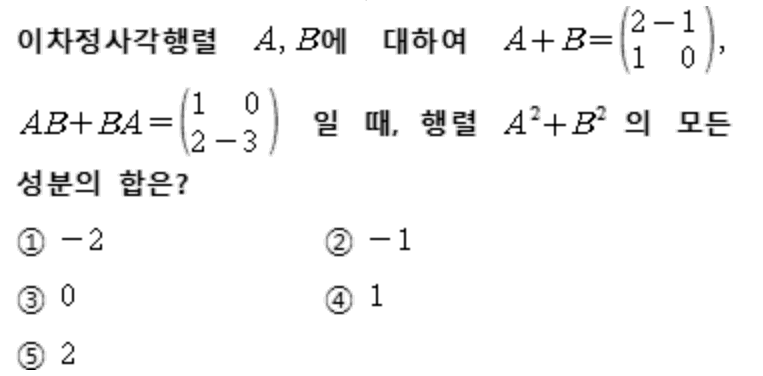 이차정사각행렬 A, B에 대하여 A+B=(2 -1 1 0),
AB+BA=(1 0 2 -3) 일 때, 행렬 A²+B² 의 모든
성분의 합은?
① -2 ② -1
③ 0 ④ 1
⑤ 2